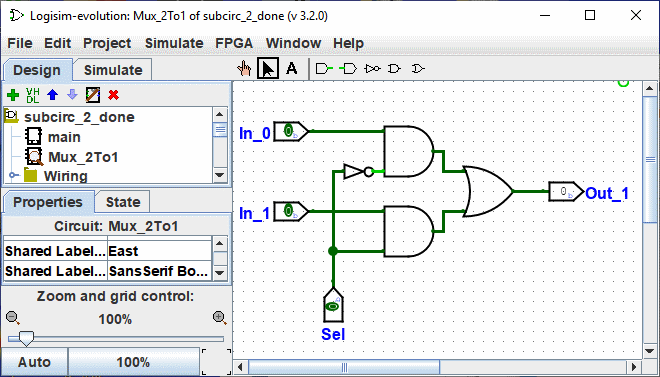 Logisim-evolution: Mux_2To1 of subcirc_2_done (v 3.2.0)
File Edit Project Simulate FPGA Window Help
Design Simulate
A
VH
DL
subcirc_2_done
main
Mux_2To1
Wiring
Properties State
Circuit: Mux_2To1
Shared Label... East
Shared Label... SansSerif Bo...
Zoom and grid control:
100%
Auto 100%
In_0 0
In_1 0
0 Out_1
0
Sel